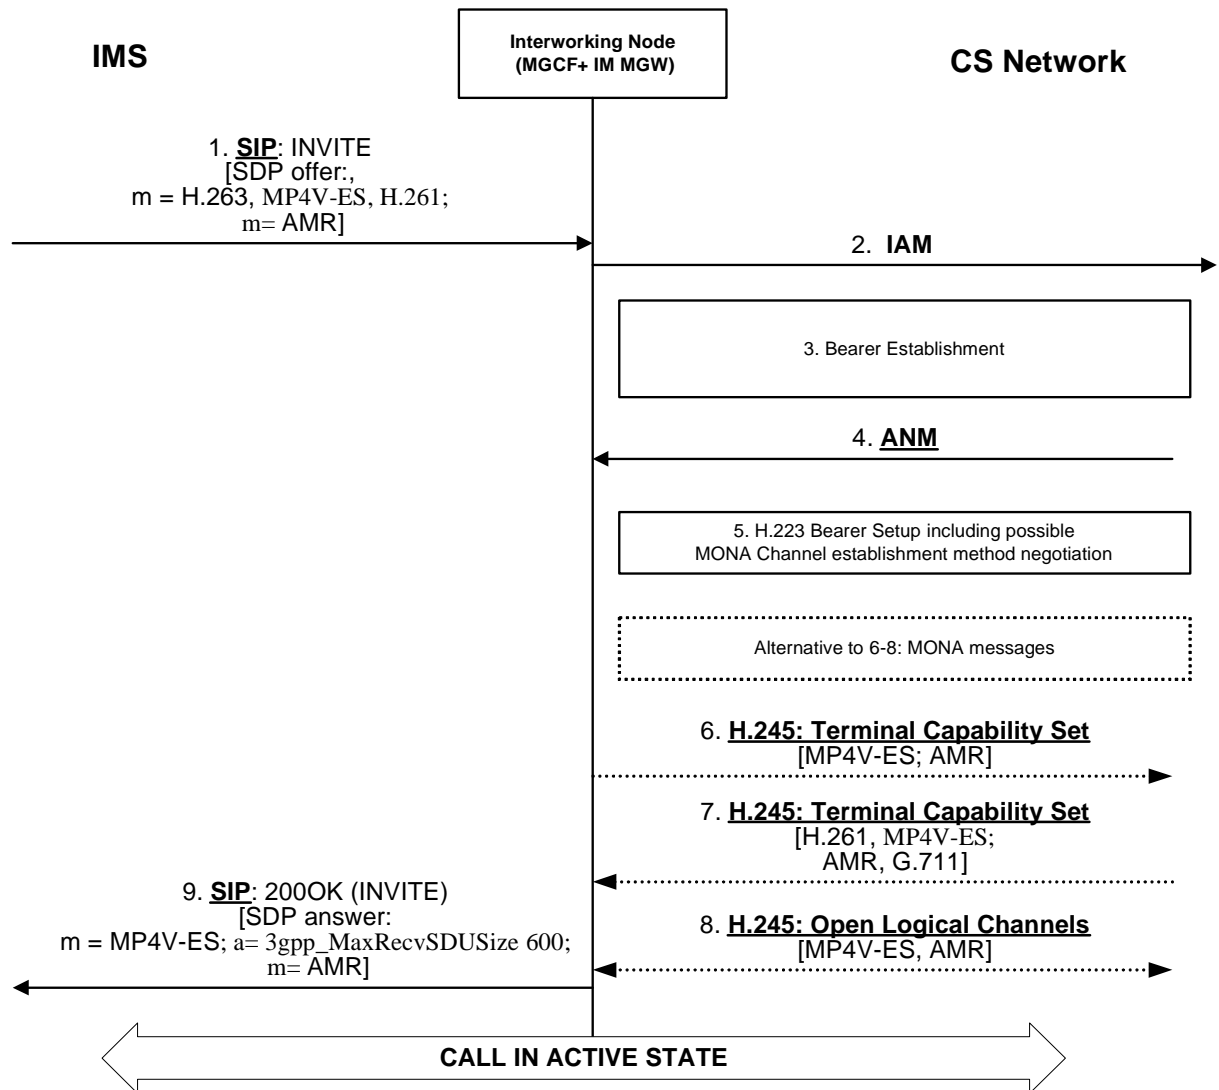 IMS
Interworking Node
(MGCF+ IM MGW)
CS Network
1. SIP: INVITE
[SDP offer:,
m = H.263, MP4V-ES, H.261;
m= AMR]
2. IAM
3. Bearer Establishment
4. ANM
5. H.223 Bearer Setup including possible
MONA Channel establishment method negotiation
Alternative to 6-8: MONA messages
6. H.245: Terminal Capability Set
[MP4V-ES; AMR]
7. H.245: Terminal Capability Set
[H.261, MP4V-ES;
AMR, G.711]
9. SIP: 200OK (INVITE)
[SDP answer:
m = MP4V-ES; a= 3gpp_MaxRecvSDUSize 600;
m= AMR]
8. H.245: Open Logical Channels
[MP4V-ES, AMR]
CALL IN ACTIVE STATE